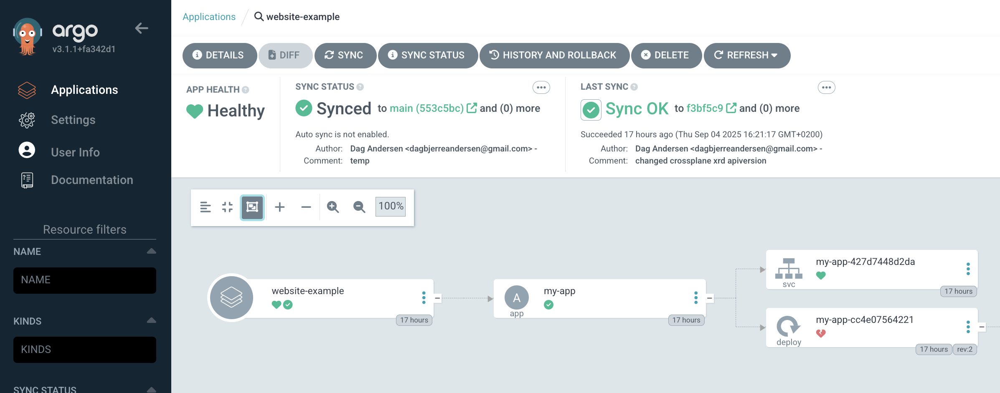 argo
v3.1.1+fa342d1
Applications
Settings
User Info
Documentation
Resource filters
NAME
NAME
KINDS
KINDS
SYNC STATUS
Applications / website-example
DETAILS DIFF SYNC SYNC STATUS HISTORY AND ROLLBACK DELETE REFRESH
APP HEALTH
Healthy
SYNC STATUS
Synced to main (553c5bc) and (0) more
Auto sync is not enabled.
Author: Dag Andersen <dagbjerreandersen@gmail.com> -
Comment: temp
LAST SYNC
Sync OK to f3bf5c9 and (0) more
Succeeded 17 hours ago (Thu Sep 04 2025 16:21:17 GMT+0200)
Author: Dag Andersen <dagbjerreandersen@gmail.com> -
Comment: changed crossplane xrd apiversion
100%
website-example
17 hours
A
app
my-app
17 hours
svc
my-app-427d7448d2da
17 hours
deploy
my-app-cc4e07564221
17 hours rev:2